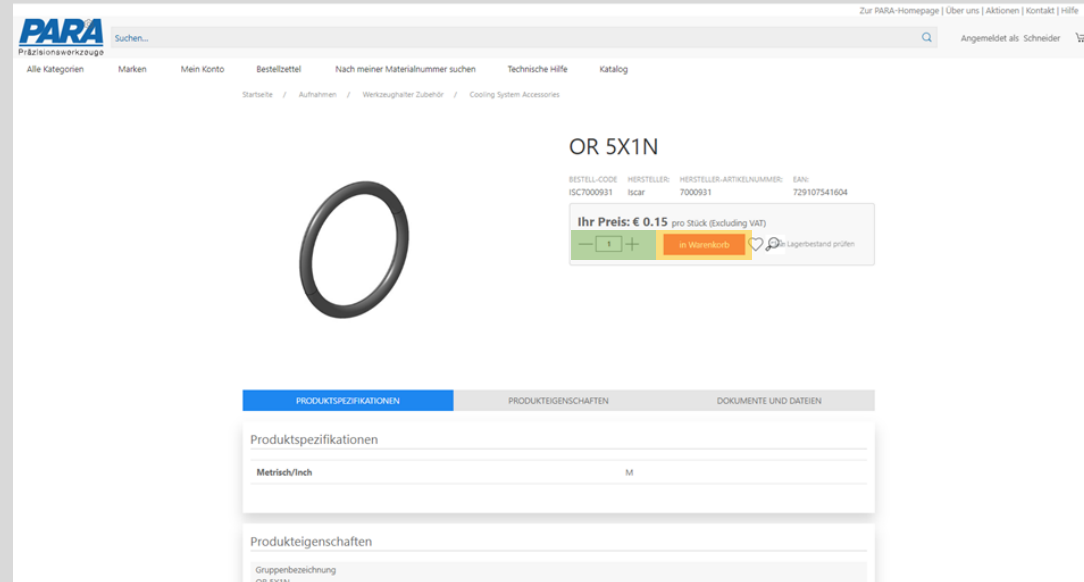 Zur PARA-Homepage | Über uns | Aktionen | Kontakt | Hilfe
PARA
Präzisionswerkzeuge
Suchen...
Angemeldet als Schneider
Alle Kategorien Marken Mein Konto Bestellzettel Nach meiner Materialnummer suchen Technische Hilfe Katalog
Startseite / Aufnahmen / Werkzeughalter Zubehör / Cooling System Accessories
OR 5X1N
BESTELL-CODE HERSTELLER: HERSTELLER-ARTIKELNUMMER: EAN:
ISC7000931 Iscar 7000931 729107541604
Ihr Preis: € 0.15 pro Stück (Excluding VAT)
1 in Warenkorb Lagerbestand prüfen
PRODUKTSPEZIFIKATIONEN PRODUKTEIGENSCHAFTEN DOKUMENTE UND DATEIEN
Produktspezifikationen
Metrisch/Inch M
Produkteigenschaften
Gruppenbezeichnung
OR 5X1N